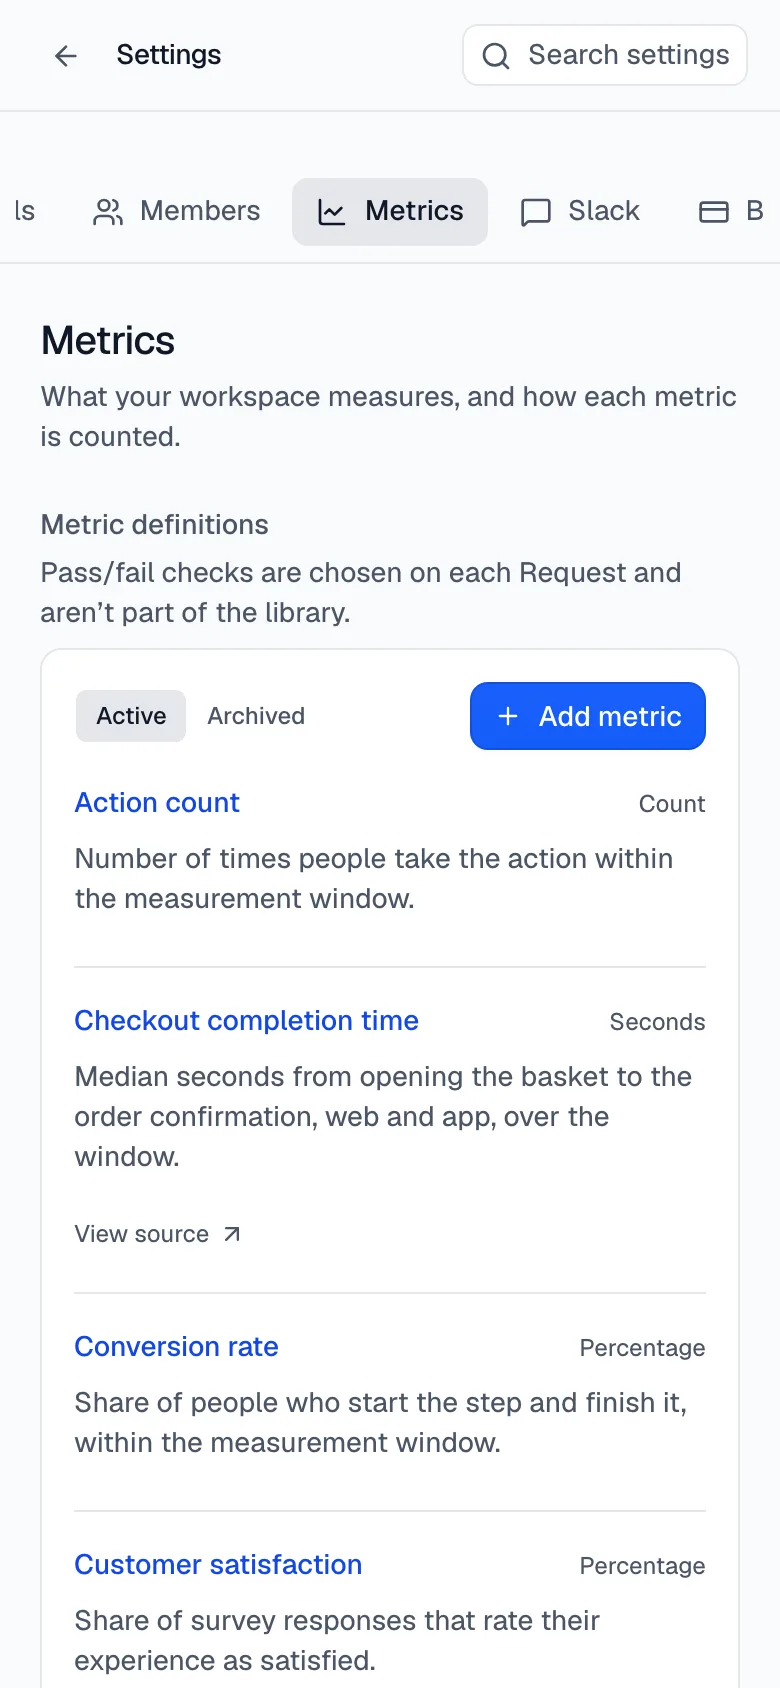 Settings
Search settings
ls
Members
Metrics
Slack
B
Metrics
What your workspace measures, and how each metric
is counted.
Metric definitions
Pass/fail checks are chosen on each Request and
aren’t part of the library.
Active
Archived
Add metric
Action count
Count
Number of times people take the action within
the measurement window.
Checkout completion time
Seconds
Median seconds from opening the basket to the
order confirmation, web and app, over the
window.
View source
Conversion rate
Percentage
Share of people who start the step and finish it,
within the measurement window.
Customer satisfaction
Percentage
Share of survey responses that rate their
experience as satisfied.